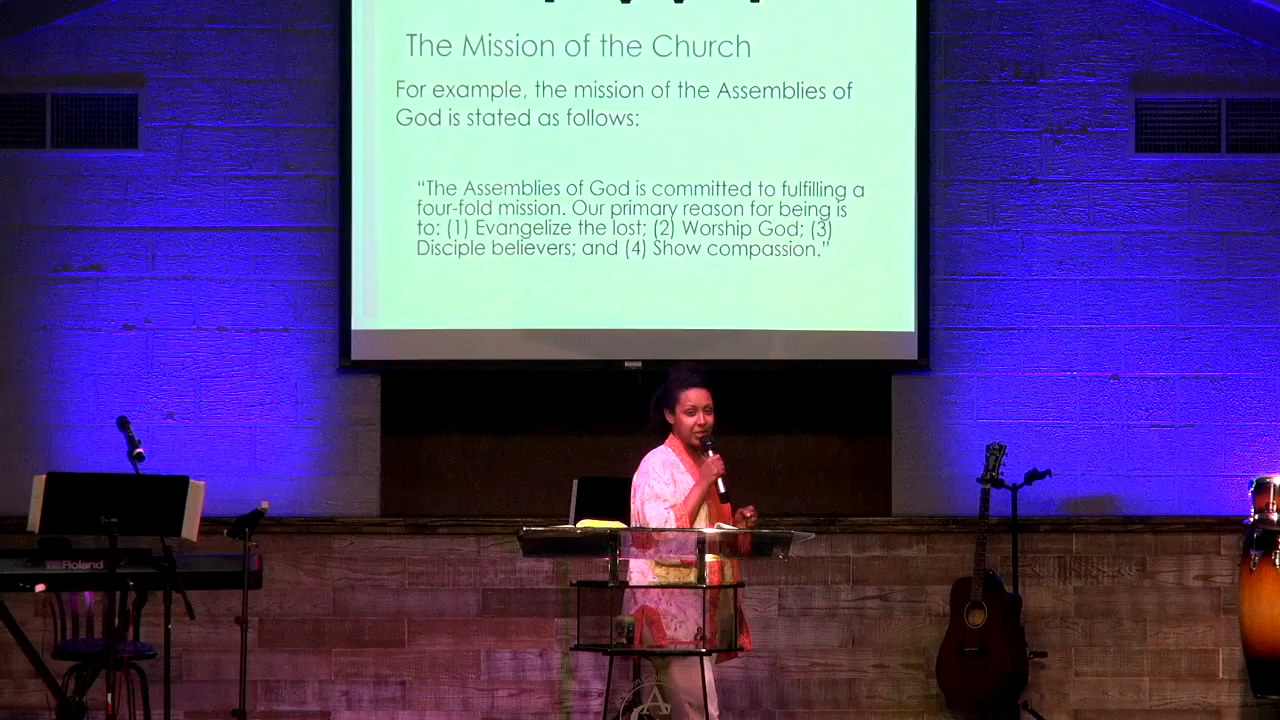 The Mission of the Church
For example, the mission of the Assemblies of
God is stated as follows:
“The Assemblies of God is committed to fulfilling a
four-fold mission. Our primary reason for being is
to: (1) Evangelize the lost; (2) Worship God; (3)
Disciple believers; and (4) Show compassion.”
Roland